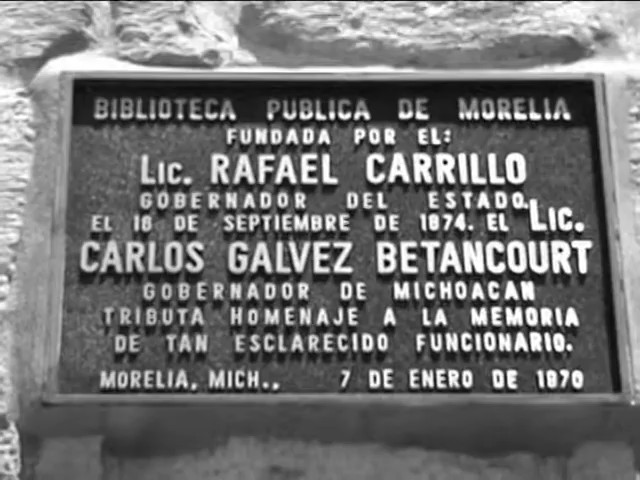 BIBLIOTECA PUBLICA DE MORELIA
FUNDADA POR EL:
LIC. RAFAEL CARRILLO
GOBERNADOR DEL ESTADO.
EL 16 DE SEPTIEMBRE DE 1874. EL LIC.
CARLOS GALVEZ BETANCOURT
GOBERNADOR DE MICHOACAN
TRIBUTA HOMENAJE A LA MEMORIA
DE TAN ESCLARECIDO FUNCIONARIO.
MORELIA, MICH., 7 DE ENERO DE 1970